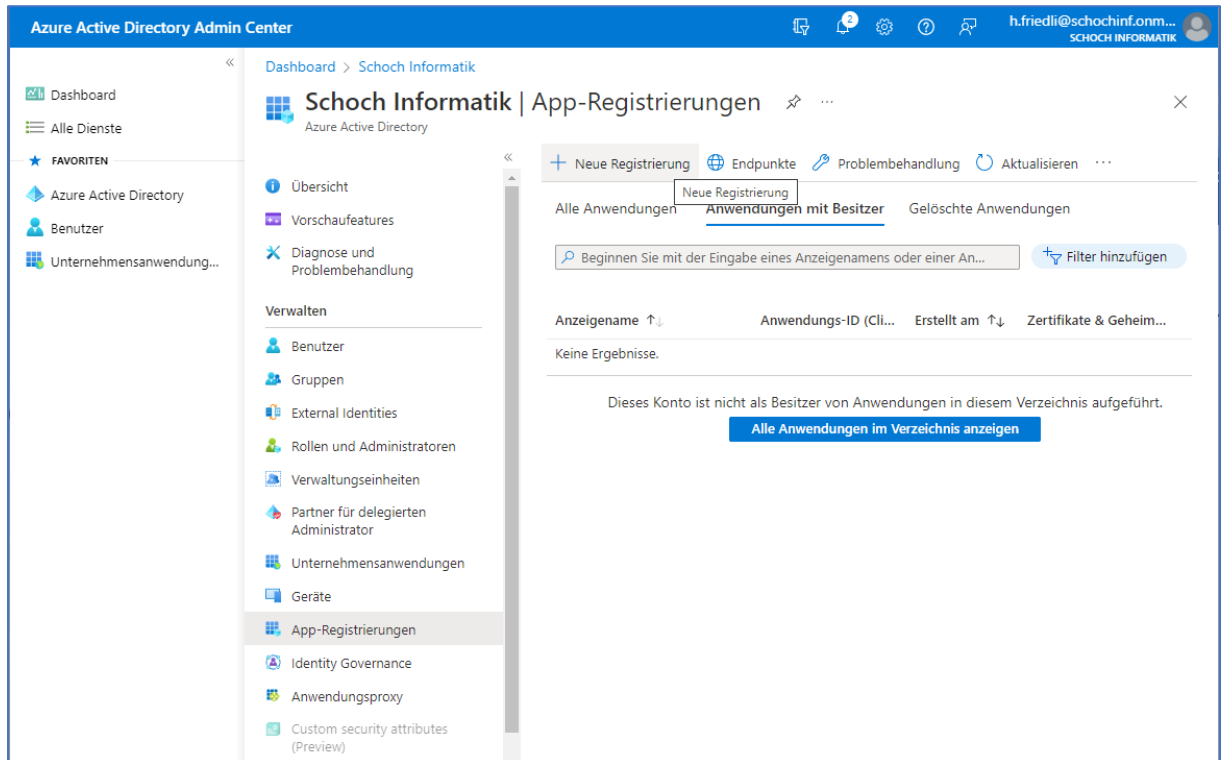 Azure Active Directory Admin Center
2
h.friedli@schochinf.onm...
SCHOCH INFORMATIK
Dashboard
Alle Dienste
FAVORITEN
Azure Active Directory
Benutzer
Unternehmensanwendung...
Dashboard > Schoch Informatik
Schoch Informatik | App-Registrierungen
Azure Active Directory
Übersicht
Vorschaufeatures
Diagnose und
Problembehandlung
Verwalten
Benutzer
Gruppen
External Identities
Rollen und Administratoren
Verwaltungseinheiten
Partner für delegierten
Administrator
Unternehmensanwendungen
Geräte
App-Registrierungen
Identity Governance
Anwendungsproxy
Custom security attributes
(Preview)
Neue Registrierung Endpunkte Problembehandlung Aktualisieren ...
Neue Registrierung
Alle Anwendungen Anwendungen mit Besitzer Gelöschte Anwendungen
Beginnen Sie mit der Eingabe eines Anzeigenamens oder einer An... Filter hinzufügen
Anzeigename Anwendungs-ID (Cli... Erstellt am Zertifikate & Geheim...
Keine Ergebnisse.
Dieses Konto ist nicht als Besitzer von Anwendungen in diesem Verzeichnis aufgeführt.
Alle Anwendungen im Verzeichnis anzeigen